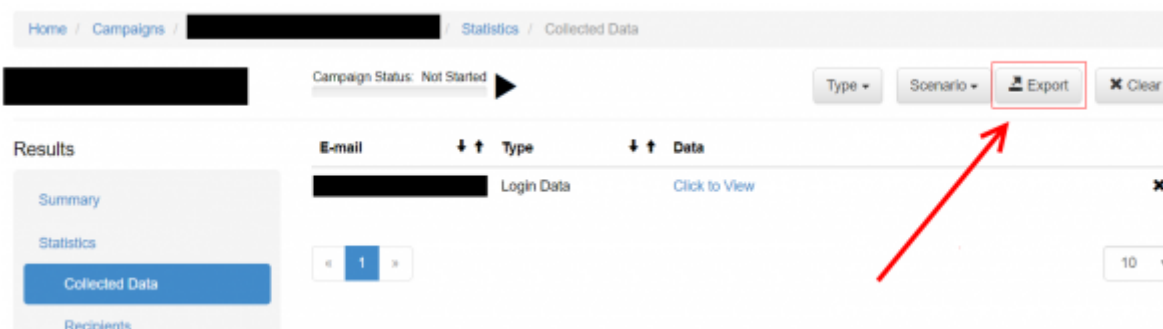 Home / Campaigns / / Statistics / Collected Data
Campaign Status: Not Started
Type Scenario Export Clear
Results
E-mail Type Data
Login Data Click to View
Summary
Statistics
Collected Data
Recipients
« 1 »
10